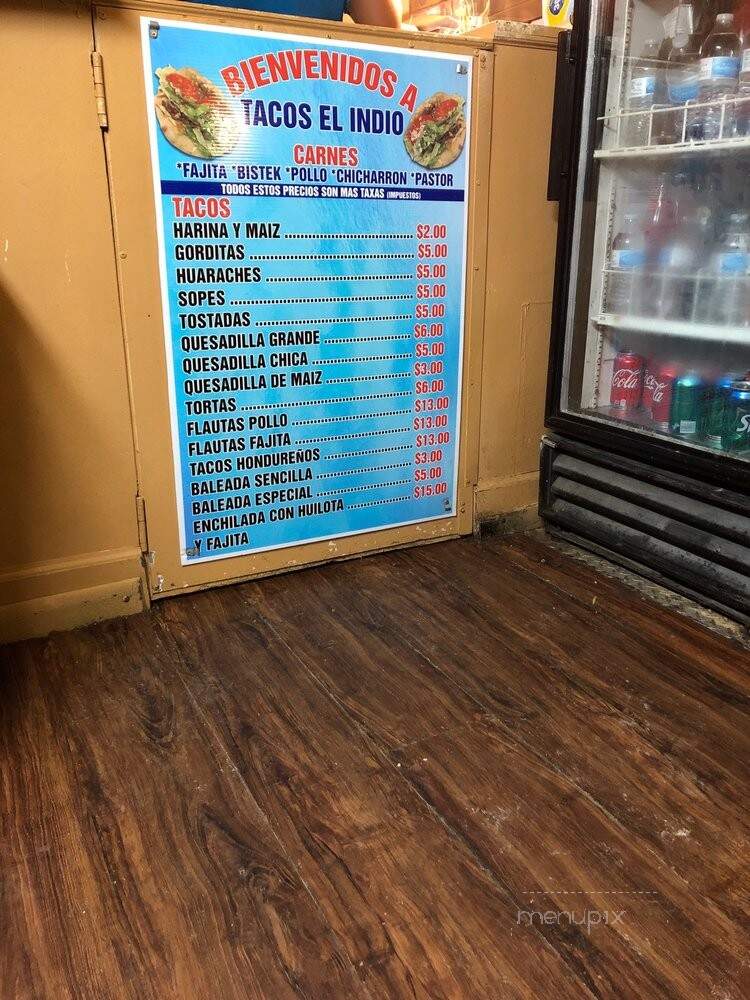 BIENVENIDOS A
TACOS EL INDIO
CARNES
*FAJITA *BISTEK *POLLO *CHICHARRON *PASTOR
TODOS ESTOS PRECIOS SON MAS TAXAS (IMPUESTOS)
TACOS
HARINA Y MAIZ ........................ $2.00
GORDITAS ........................ $5.00
HUARACHES ........................ $5.00
SOPES ........................ $5.00
TOSTADAS ........................ $5.00
QUESADILLA GRANDE ........................ $6.00
QUESADILLA CHICA ........................ $5.00
QUESADILLA DE MAIZ ........................ $3.00
TORTAS ........................ $6.00
FLAUTAS POLLO ........................ $13.00
FLAUTAS FAJITA ........................ $13.00
TACOS HONDUREÑOS ........................ $13.00
BALEADA SENCILLA ........................ $3.00
BALEADA ESPECIAL ........................ $5.00
ENCHILADA CON HUILOTA ........................ $15.00
Y FAJITA
Coca-Cola
menupix